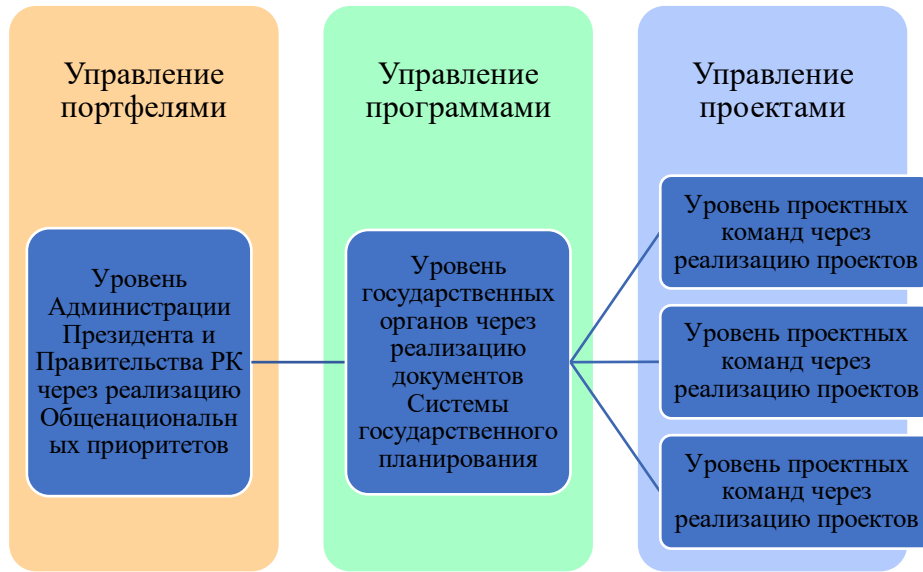 Управление
портфелями
Уровень
Администрации
Президента и
Правительства РК
через реализацию
Общенациональн
ых приоритетов
Управление
программами
Уровень
государственных
органов через
реализацию
документов
Системы
государственного
планирования
Управление
проектами
Уровень проектных
команд через
реализацию проектов
Уровень проектных
команд через
реализацию проектов
Уровень проектных
команд через
реализацию проектов